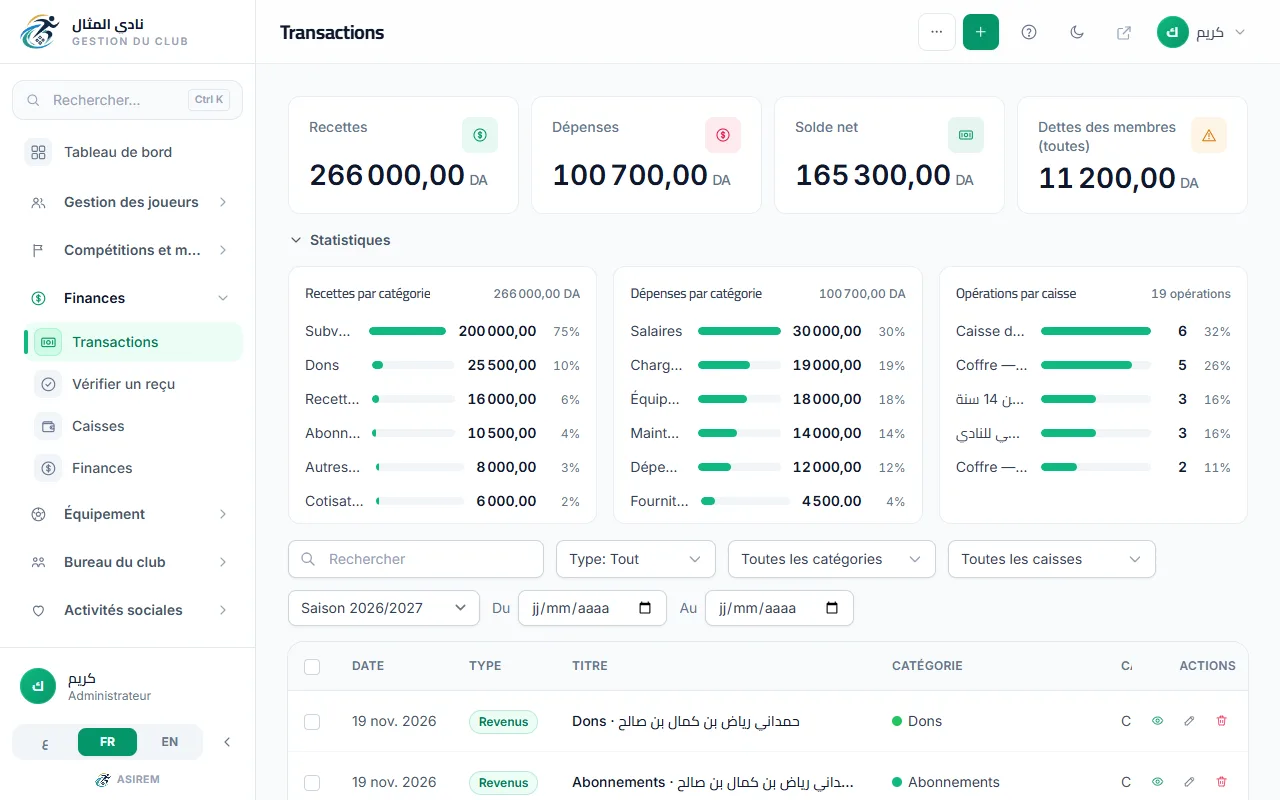 نادي المثال
GESTION DU CLUB
Rechercher...
Ctrl K
Tableau de bord
Gestion des joueurs
Compétitions et m...
Finances
Transactions
Vérifier un reçu
Caisses
Finances
Équipement
Bureau du club
Activités sociales
ك
كريم
Administrateur
ع
FR
EN
ASIREM
Transactions
ك
كريم
Recettes
266 000,00 DA
Dépenses
100 700,00 DA
Solde net
165 300,00 DA
Dettes des membres (toutes)
11 200,00 DA
Statistiques
Recettes par catégorie 266 000,00 DA
Subv... 200 000,00 75%
Dons 25 500,00 10%
Recett... 16 000,00 6%
Abonn... 10 500,00 4%
Autres... 8 000,00 3%
Cotisat... 6 000,00 2%
Dépenses par catégorie 100 700,00 DA
Salaires 30 000,00 30%
Charg... 19 000,00 19%
Équip... 18 000,00 18%
Maint... 14 000,00 14%
Dépe... 12 000,00 12%
Fournit... 4 500,00 4%
Opérations par caisse 19 opérations
Caisse d... 6 32%
Coffre —... 5 26%
...ن 14 سنة 3 16%
...ي للنادي 3 16%
Coffre —... 2 11%
Rechercher
Type: Tout
Toutes les catégories
Toutes les caisses
Saison 2026/2027
Du jj/mm/aaaa
Au jj/mm/aaaa
DATE TYPE TITRE CATÉGORIE CA ACTIONS
19 nov. 2026 Revenus Dons · حمداني رياض بن كمال بن صالح Dons C
19 nov. 2026 Revenus Abonnements · داني رياض بن كمال بن صالح... Abonnements C